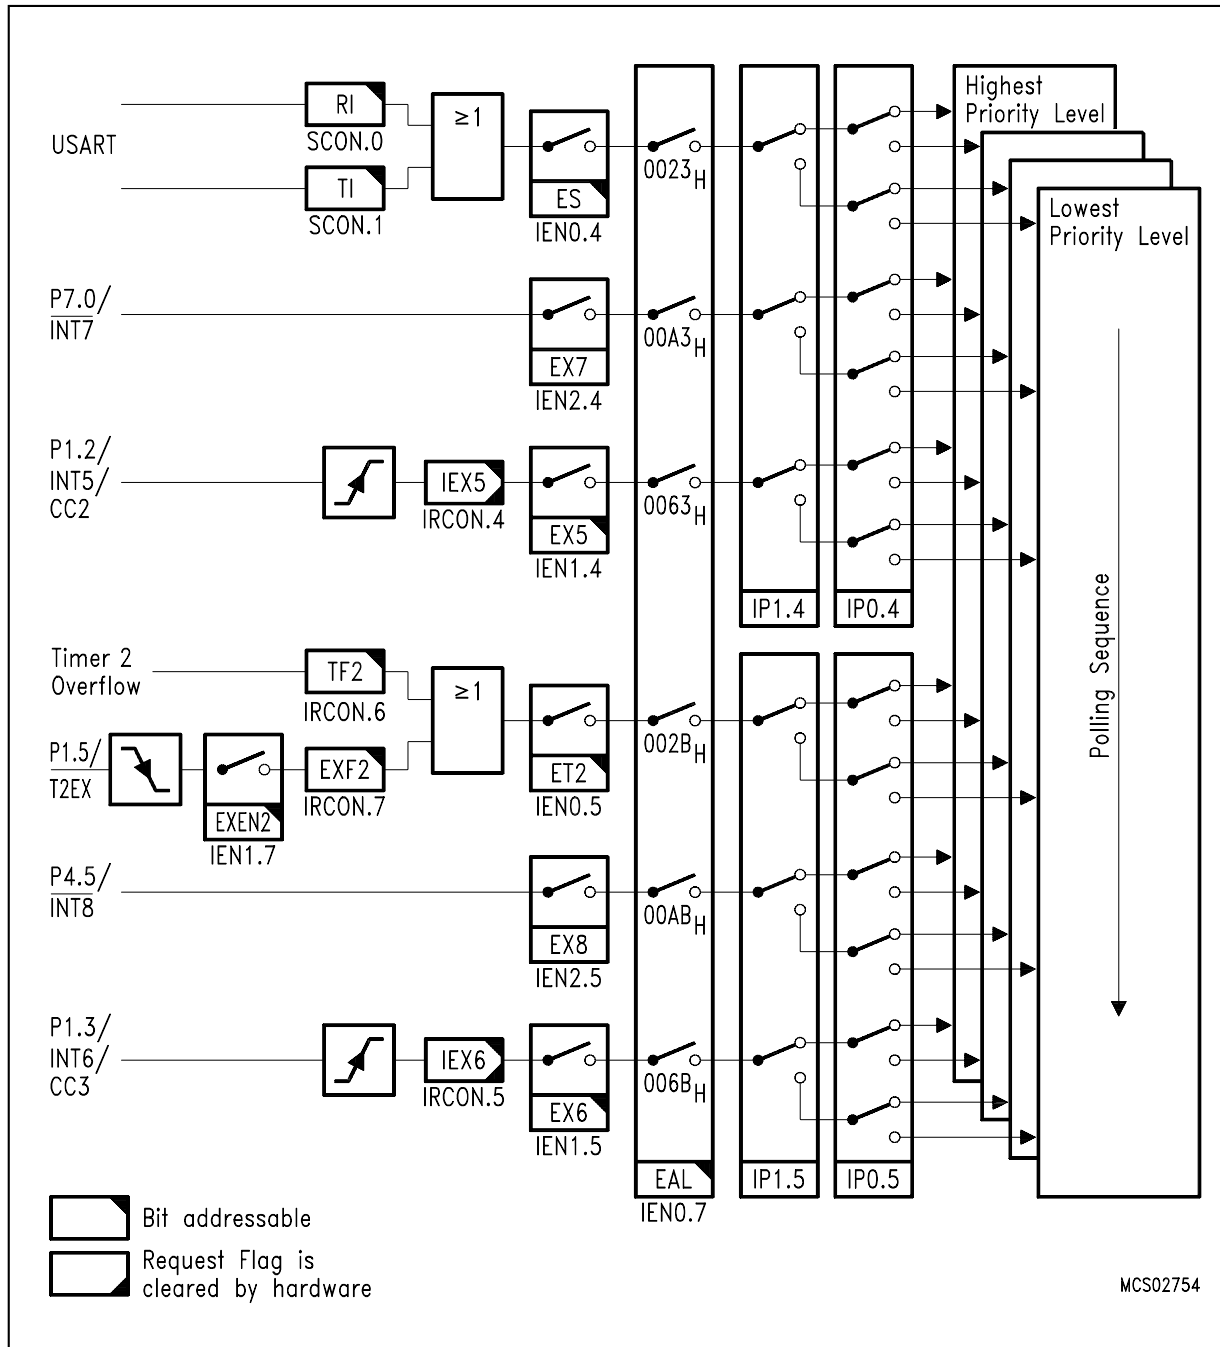 Highest
Priority Level
RI
SCON.0
≥1
USART
TI
SCON.1
ES
IEN0.4
0023H
Lowest
Priority Level
P7.0/
INT7
EX7
IEN2.4
00A3H
P1.2/
INT5/
CC2
IEX5
IRCON.4
EX5
IEN1.4
0063H
IP1.4
IP0.4
Timer 2
Overflow
TF2
IRCON.6
≥1
P1.5/
T2EX
EXEN2
IEN1.7
EXF2
IRCON.7
ET2
IEN0.5
002BH
Polling Sequence
P4.5/
INT8
EX8
IEN2.5
00ABH
P1.3/
INT6/
CC3
IEX6
IRCON.5
EX6
IEN1.5
006BH
EAL
IEN0.7
IP1.5
IP0.5
Bit addressable
Request Flag is
cleared by hardware
MCS02754